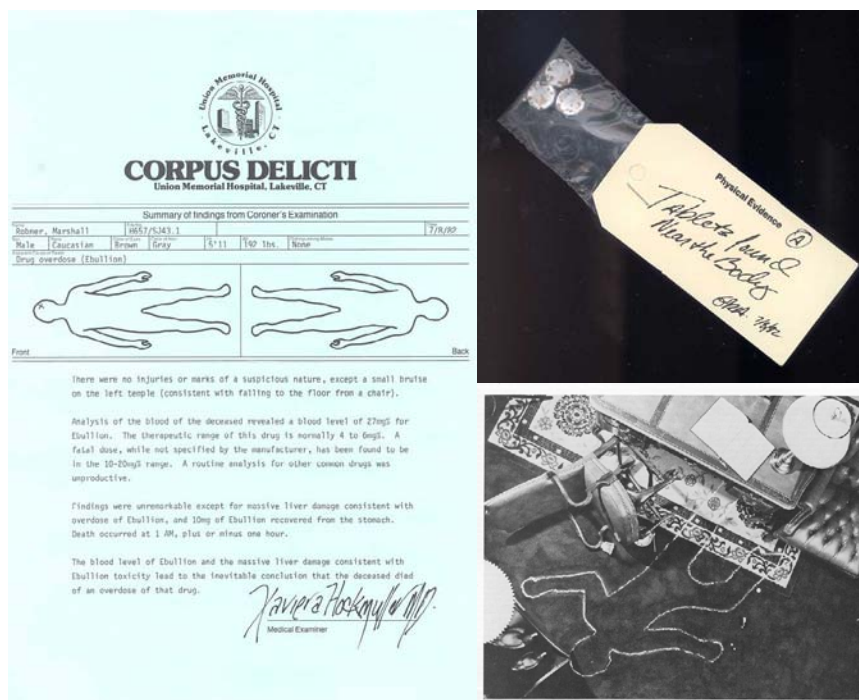 Union Memorial Hospital
Lakeville, CT
CORPUS DELICTI
Union Memorial Hospital, Lakeville, CT
Summary of findings from Coroner's Examination
Robner, Marshall H657/SJ43.1 7/8/82
Male Caucasian Brown Gray 5'11 192 lbs. None
Drug overdose (Ebullion)
Front Back
There were no injuries or marks of a suspicious nature, except a small bruise
on the left temple (consistent with falling to the floor from a chair).
Analysis of the blood of the deceased revealed a blood level of 27mg% for
Ebullion. The therapeutic range of this drug is normally 4 to 6mg%. A
fatal dose, while not specified by the manufacturer, has been found to be
in the 10-20mg% range. A routine analysis for other common drugs was
unproductive.
Findings were unremarkable except for massive liver damage consistent with
overdose of Ebullion, and 10mg of Ebullion recovered from the stomach.
Death occurred at 1 AM, plus or minus one hour.
The blood level of Ebullion and the massive liver damage consistent with
Ebullion toxicity lead to the inevitable conclusion that the deceased died
of an overdose of that drug.
Medical Examiner
Physical Evidence
A
Tablets found
Near the Body